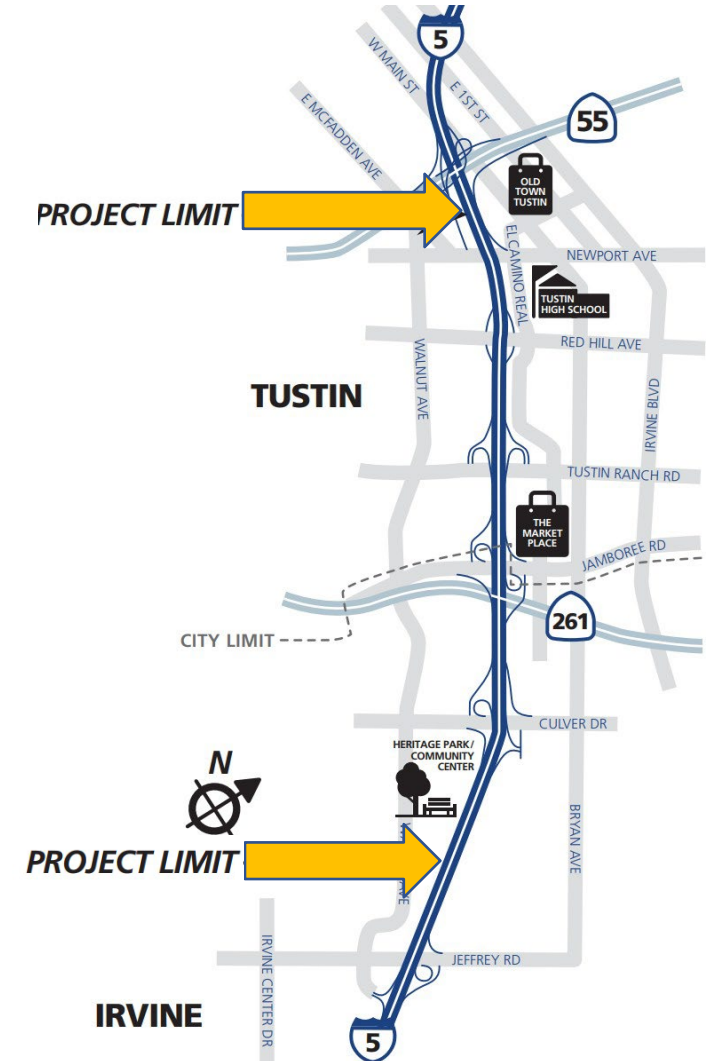 5
W MAIN ST
E 1ST ST
55
E MCFADDEN AVE
OLD
TOWN
TUSTIN
PROJECT LIMIT
EL CAMINO REAL
NEWPORT AVE
TUSTIN
HIGH SCHOOL
RED HILL AVE
WALNUT AVE
TUSTIN
IRVINE BLVD
TUSTIN RANCH RD
THE
MARKET
PLACE
JAMBOREE RD
261
CITY LIMIT
CULVER DR
HERITAGE PARK/
COMMUNITY
CENTER
N
BRYAN AVE
PROJECT LIMIT
IRVINE CENTER DR
JEFFREY RD
IRVINE
5